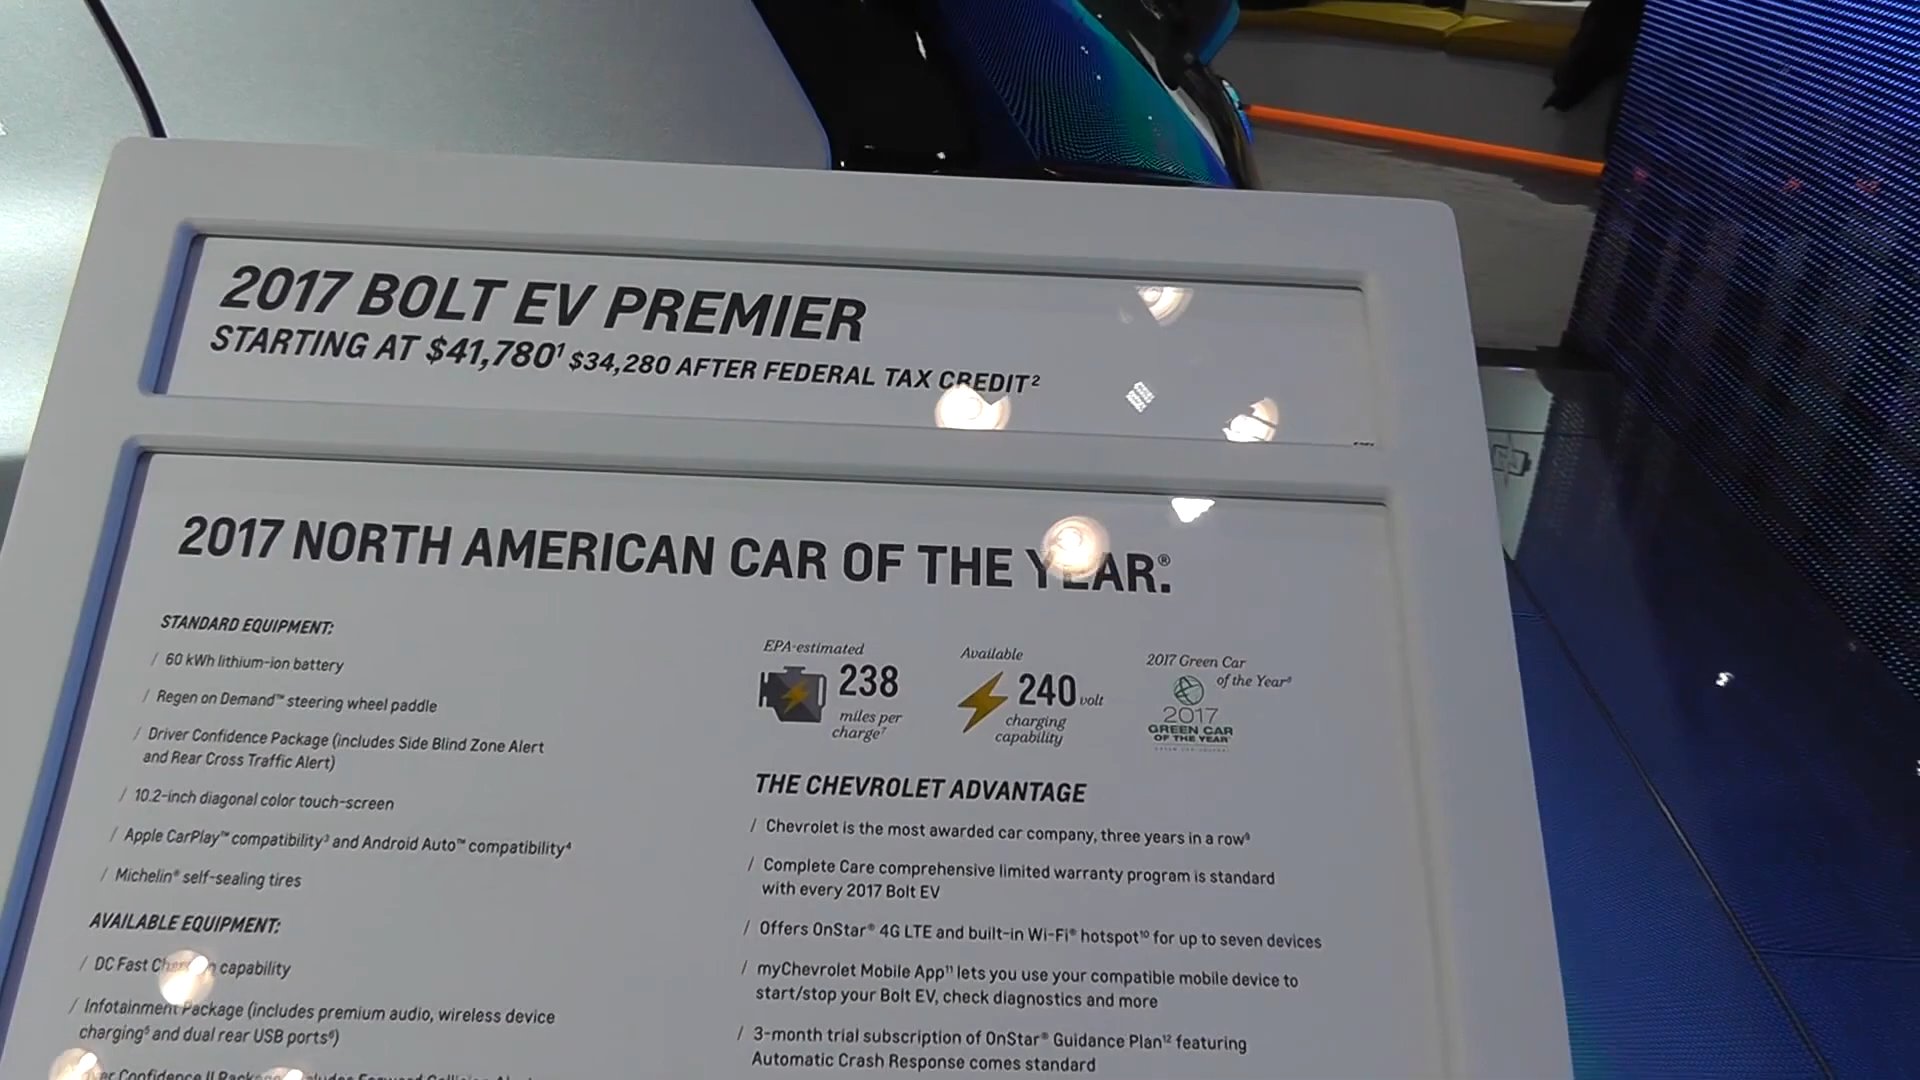 2017 BOLT EV PREMIER
STARTING AT $41,780¹ $34,280 AFTER FEDERAL TAX CREDIT²
2017 NORTH AMERICAN CAR OF THE YEAR.®
STANDARD EQUIPMENT:
/ 60 kWh lithium-ion battery
/ Regen on Demand™ steering wheel paddle
/ Driver Confidence Package (includes Side Blind Zone Alert
and Rear Cross Traffic Alert)
/ 10.2-inch diagonal color touch-screen
/ Apple CarPlay™ compatibility³ and Android Auto™ compatibility⁴
/ Michelin® self-sealing tires
AVAILABLE EQUIPMENT:
/ DC Fast Charging capability
/ Infotainment Package (includes premium audio, wireless device
charging⁵ and dual rear USB ports⁶)
Confidence II
EPA-estimated
238
miles per
charge⁷
Available
240 volt
charging
capability
2017 Green Car
of the Year⁸
2017
GREEN CAR
OF THE YEAR
THE CHEVROLET ADVANTAGE
/ Chevrolet is the most awarded car company, three years in a row⁹
/ Complete Care comprehensive limited warranty program is standard
with every 2017 Bolt EV
/ Offers OnStar® 4G LTE and built-in Wi-Fi® hotspot¹⁰ for up to seven devices
/ myChevrolet Mobile App¹¹ lets you use your compatible mobile device to
start/stop your Bolt EV, check diagnostics and more
/ 3-month trial subscription of OnStar® Guidance Plan¹² featuring
Automatic Crash Response comes standard